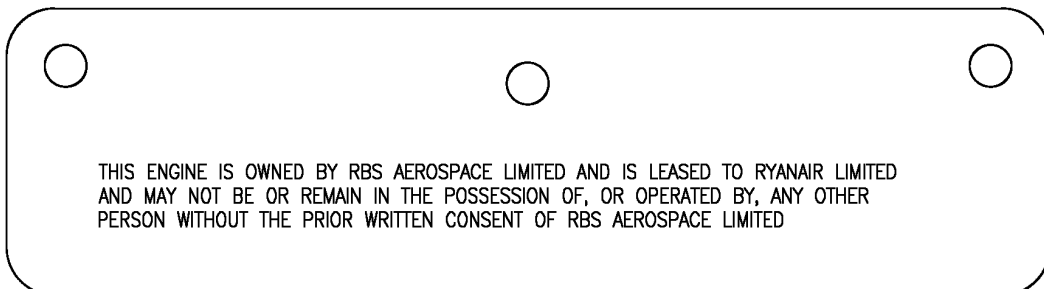 THIS ENGINE IS OWNED BY RBS AEROSPACE LIMITED AND IS LEASED TO RYANAIR LIMITED
AND MAY NOT BE OR REMAIN IN THE POSSESSION OF, OR OPERATED BY, ANY OTHER
PERSON WITHOUT THE PRIOR WRITTEN CONSENT OF RBS AEROSPACE LIMITED